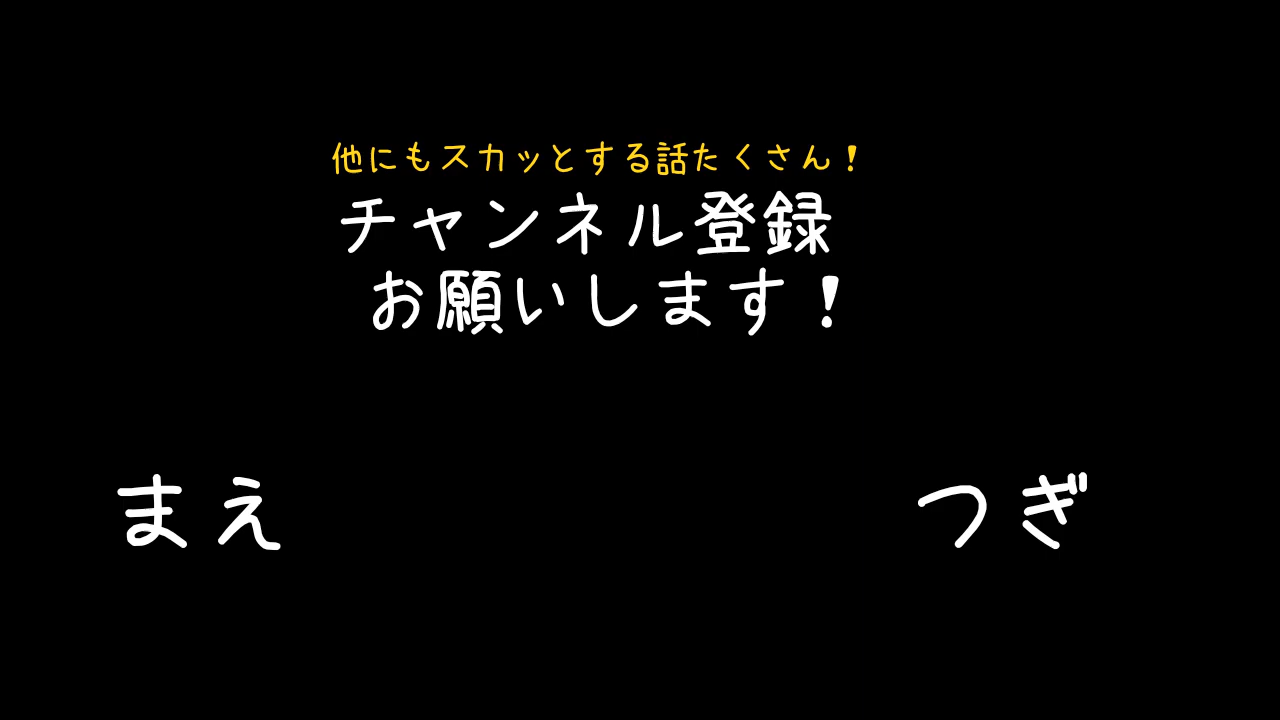 他にもスカッとする話たくさん！
チャンネル登録
お願いします！
まえ
つぎ